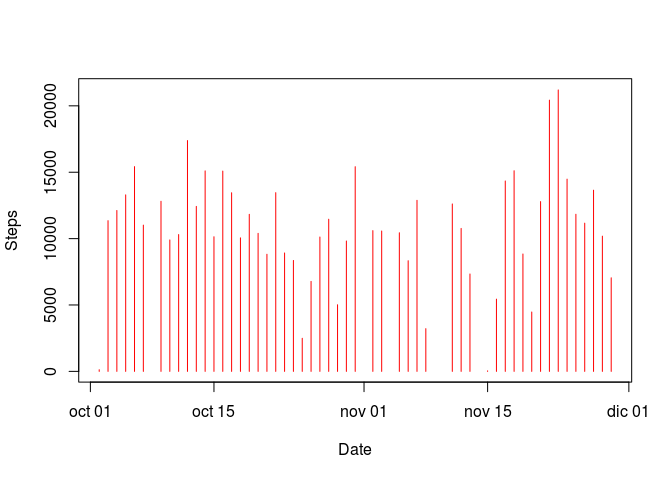 20000
15000
10000
5000
0
Steps
oct 01
oct 15
nov 01
nov 15
dic 01
Date